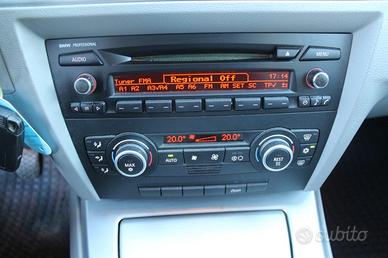 BMW PROFESSIONAL
AUDIO
MENU
Tuner FMA
Regional Off
17:14
A1 A2 A3/A4 A5 A6 FM AM SET SC TPV
20.0° 20.0°
AUTO
MAX
REST
subito